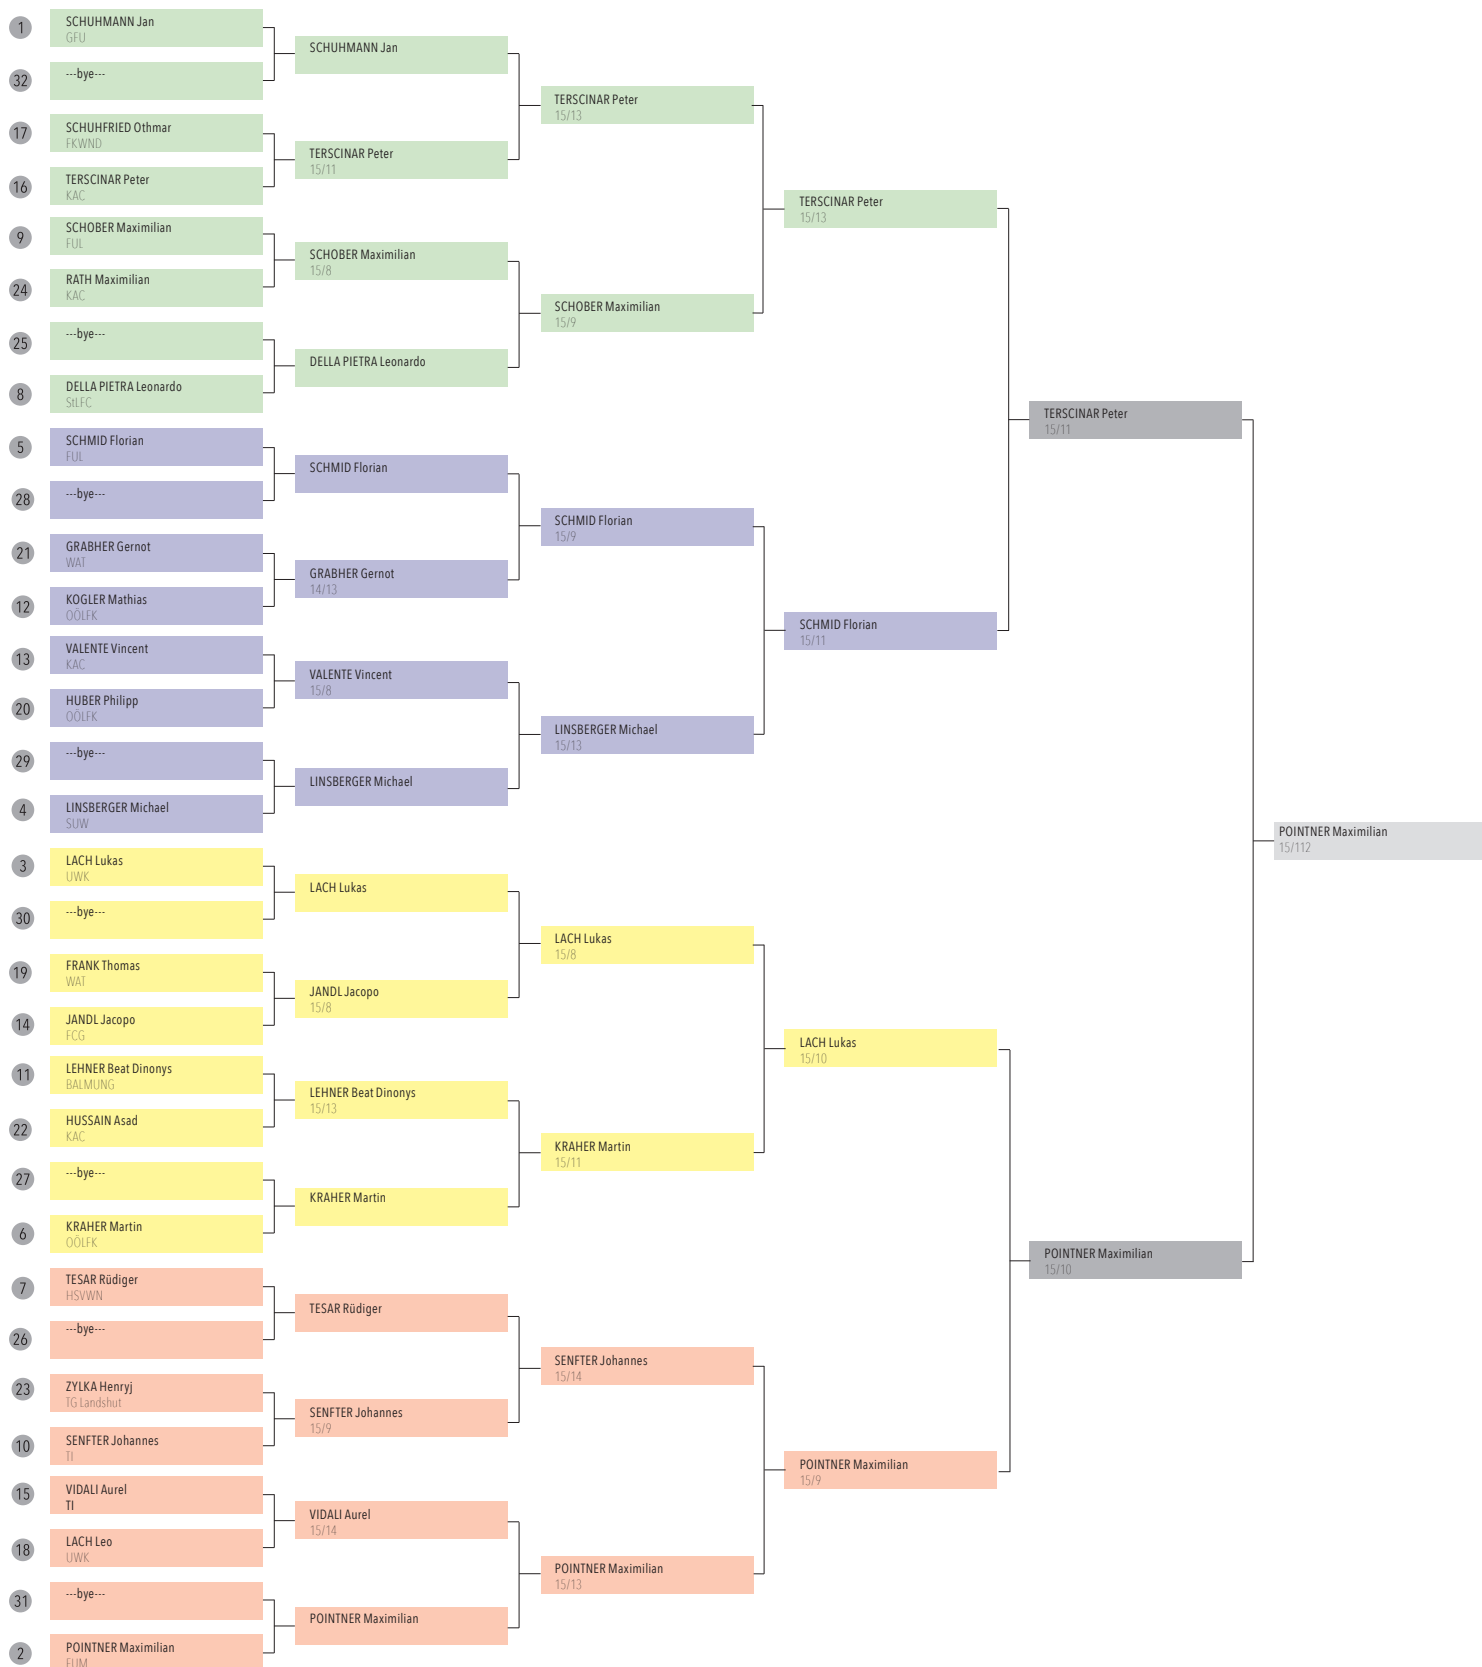 1
SCHUHMANN Jan
GFU
32
---bye---
17
SCHUHFRIED Othmar
FKWND
16
TERSCINAR Peter
KAC
9
SCHOBER Maximilian
FUL
24
RATH Maximilian
KAC
25
---bye---
8
DELLA PIETRA Leonardo
StLFC
5
SCHMID Florian
FUL
28
---bye---
21
GRABHER Gernot
WAT
12
KOGLER Mathias
OÖLFK
13
VALENTE Vincent
KAC
20
HUBER Philipp
OÖLFK
29
---bye---
4
LINSBERGER Michael
SUW
3
LACH Lukas
UWK
30
---bye---
19
FRANK Thomas
WAT
14
JANDL Jacopo
FCG
11
LEHNER Beat Dinonys
BALMUNG
22
HUSSAIN Asad
KAC
27
---bye---
6
KRAHER Martin
OÖLFK
7
TESAR Rüdiger
HSVWN
26
---bye---
23
ZYLKA Henryj
TG Landshut
10
SENFTER Johannes
TI
15
VIDALI Aurel
TI
18
LACH Leo
UWK
31
---bye---
2
POINTNER Maximilian
FUM
SCHUHMANN Jan
TERSCINAR Peter
15/11
SCHOBER Maximilian
15/8
DELLA PIETRA Leonardo
SCHMID Florian
GRABHER Gernot
14/13
VALENTE Vincent
15/8
LINSBERGER Michael
LACH Lukas
JANDL Jacopo
15/8
LEHNER Beat Dinonys
15/13
KRAHER Martin
TESAR Rüdiger
SENFTER Johannes
15/9
VIDALI Aurel
15/14
POINTNER Maximilian
TERSCINAR Peter
15/13
SCHOBER Maximilian
15/9
SCHMID Florian
15/9
LINSBERGER Michael
15/13
LACH Lukas
15/8
KRAHER Martin
15/11
SENFTER Johannes
15/14
POINTNER Maximilian
15/13
TERSCINAR Peter
15/13
SCHMID Florian
15/11
LACH Lukas
15/10
POINTNER Maximilian
15/9
TERSCINAR Peter
15/11
POINTNER Maximilian
15/10
POINTNER Maximilian
15/112